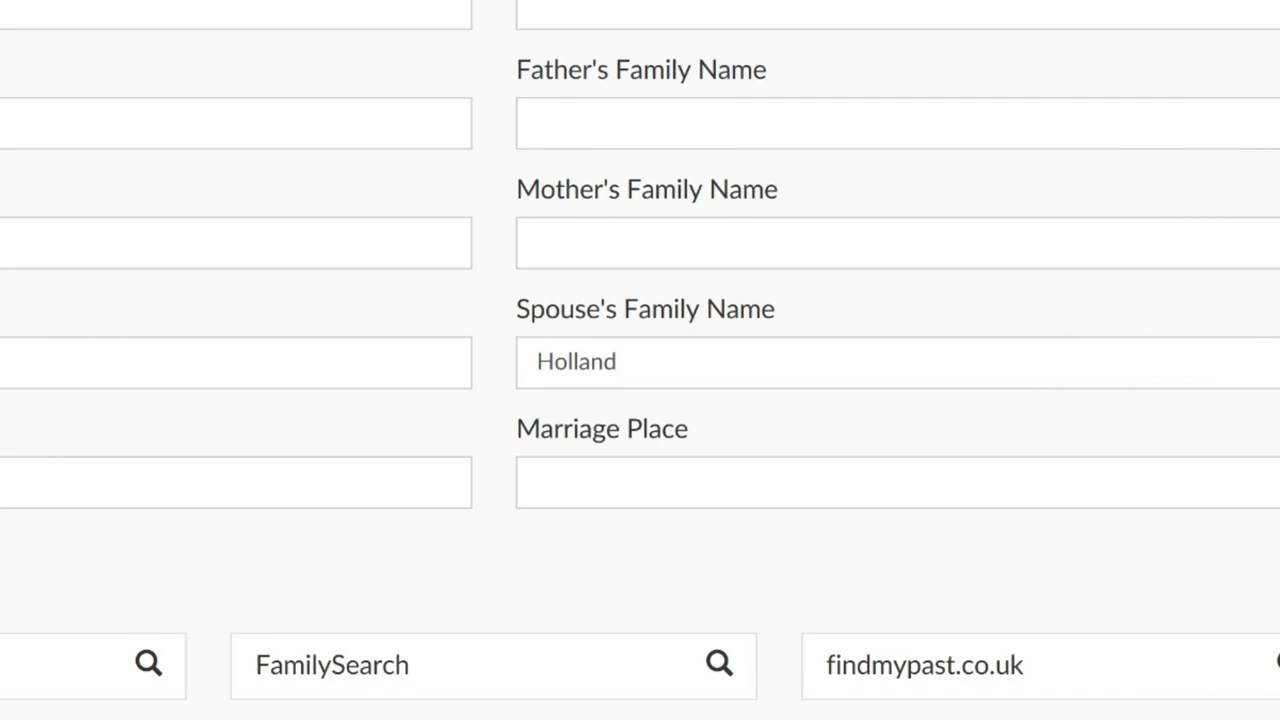 Father's Family Name
Mother's Family Name
Spouse's Family Name
Holland
Marriage Place
FamilySearch
findmypast.co.uk